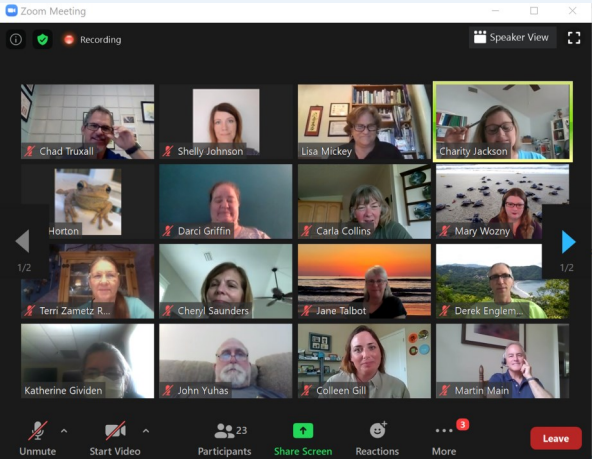 Zoom Meeting
Recording
Speaker View
Chad Truxall
Shelly Johnson
Lisa Mickey
Charity Jackson
Horton
Darci Griffin
Carla Collins
Mary Wozny
1/2
1/2
Terri Zametz R...
Cheryl Saunders
Jane Talbot
Derek Englem...
Katherine Gividen
John Yuhas
Colleen Gill
Martin Main
23
3
Unmute
Start Video
Participants
Share Screen
Reactions
More
Leave